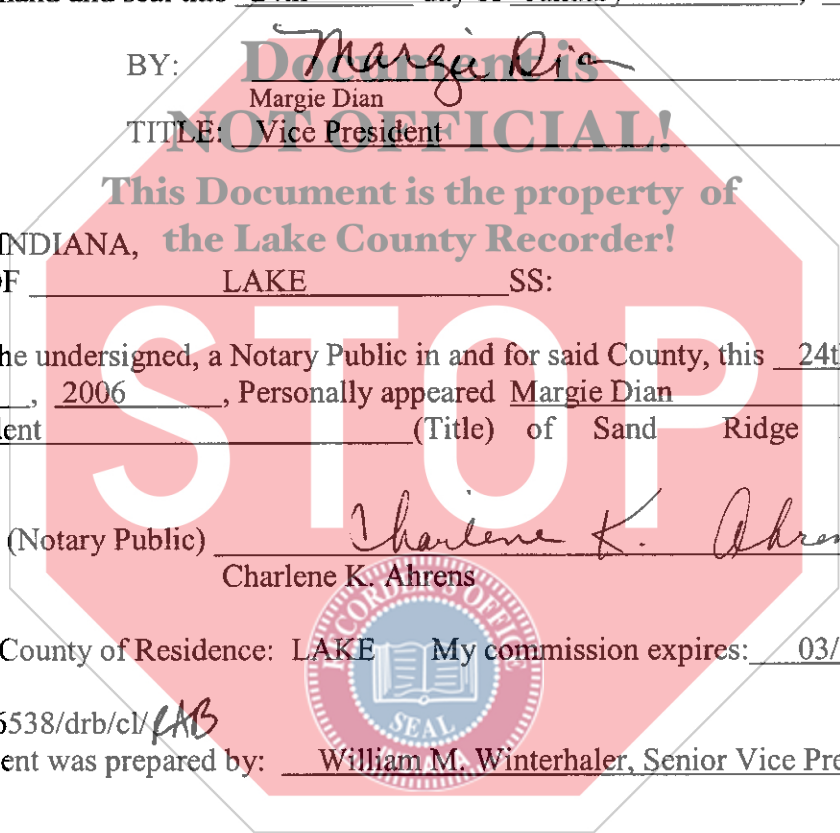 BY: Margie Dian
Document is
Margie Dian
TITLE: Vice President
NOT OFFICIAL!
This Document is the property of
the Lake County Recorder!
INDIANA,
F LAKE SS:
STOP
he undersigned, a Notary Public in and for said County, this 24t
, 2006 , Personally appeared Margie Dian
ent (Title) of Sand Ridge
(Notary Public) Charlene K. Ahren
Charlene K. Ahrens
RECORDER'S OFFICE
County of Residence: LAKE My commission expires: 03/
SEAL
6538/drb/cl/
ent was prepared by: William M. Winterhaler, Senior Vice Pre
INDIANA